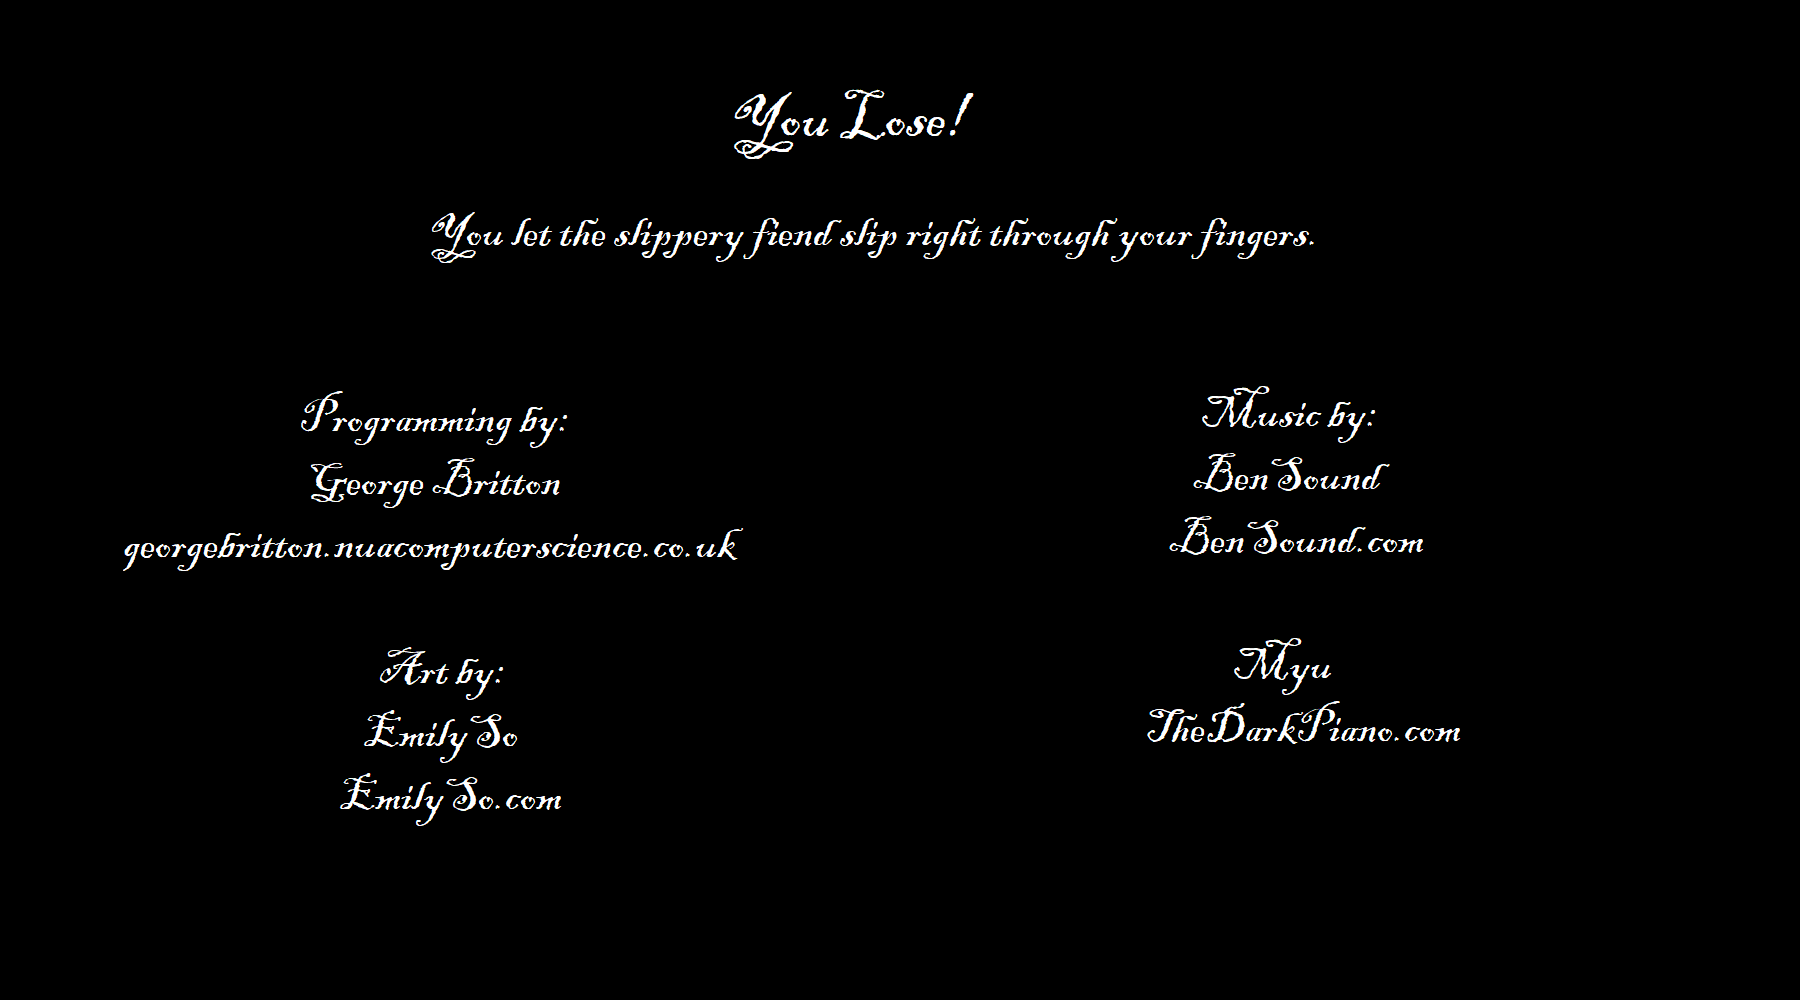 You Lose!
You let the slippery fiend slip right through your fingers.
Programming by:
George Britton
georgebritton.nuacomputerscience.co.uk
Art by:
Emily So
EmilySo.com
Music by:
BenSound
BenSound.com
Myu
TheDarkPiano.com